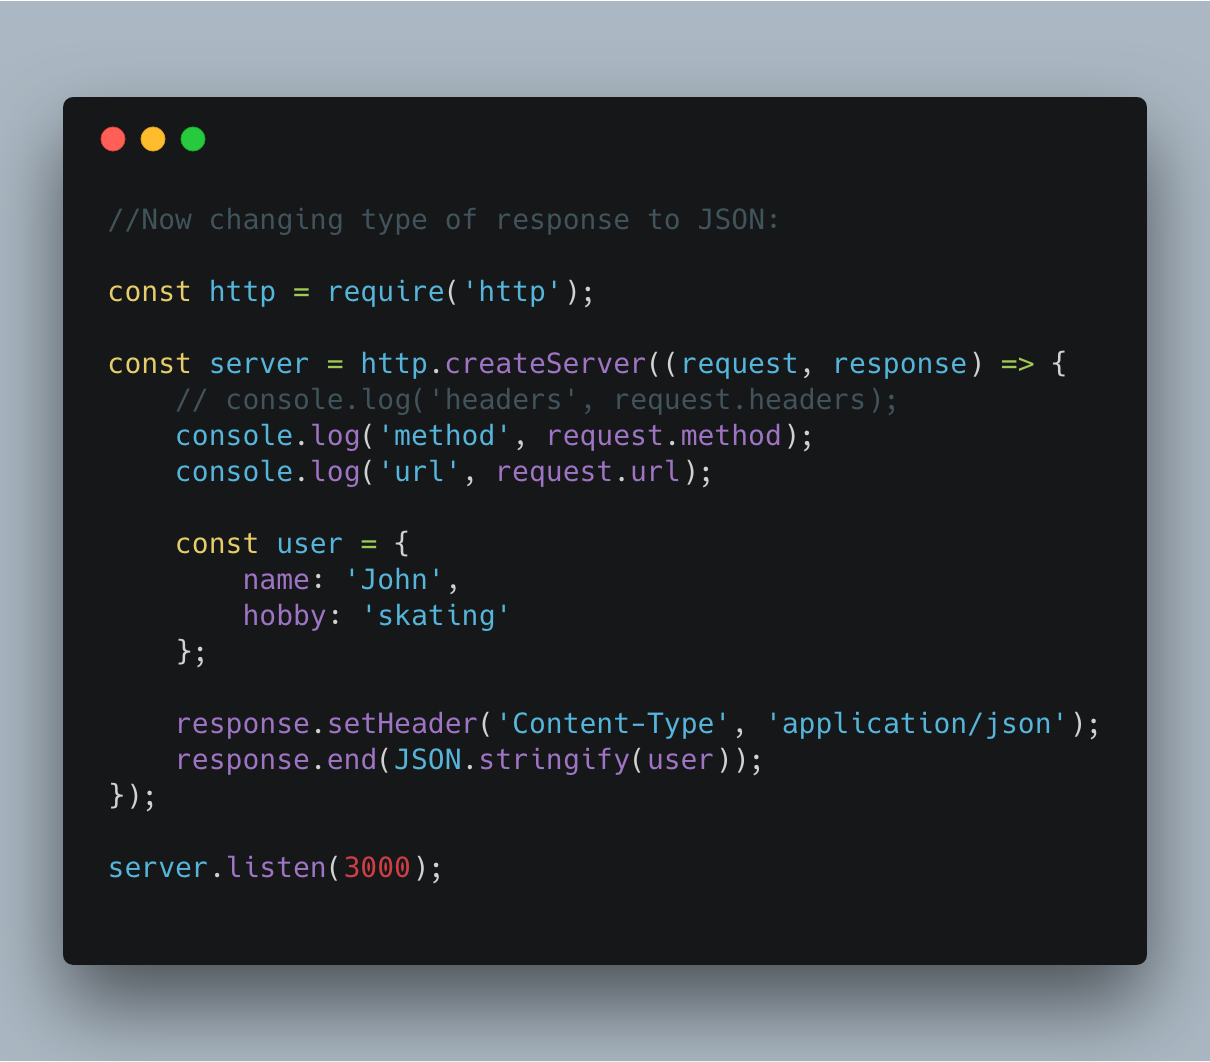 //Now changing type of response to JSON:

const http = require('http');

const server = http.createServer((request, response) => {
    // console.log('headers', request.headers);
    console.log('method', request.method);
    console.log('url', request.url);

    const user = {
        name: 'John',
        hobby: 'skating'
    };

    response.setHeader('Content-Type', 'application/json');
    response.end(JSON.stringify(user));
});

server.listen(3000);